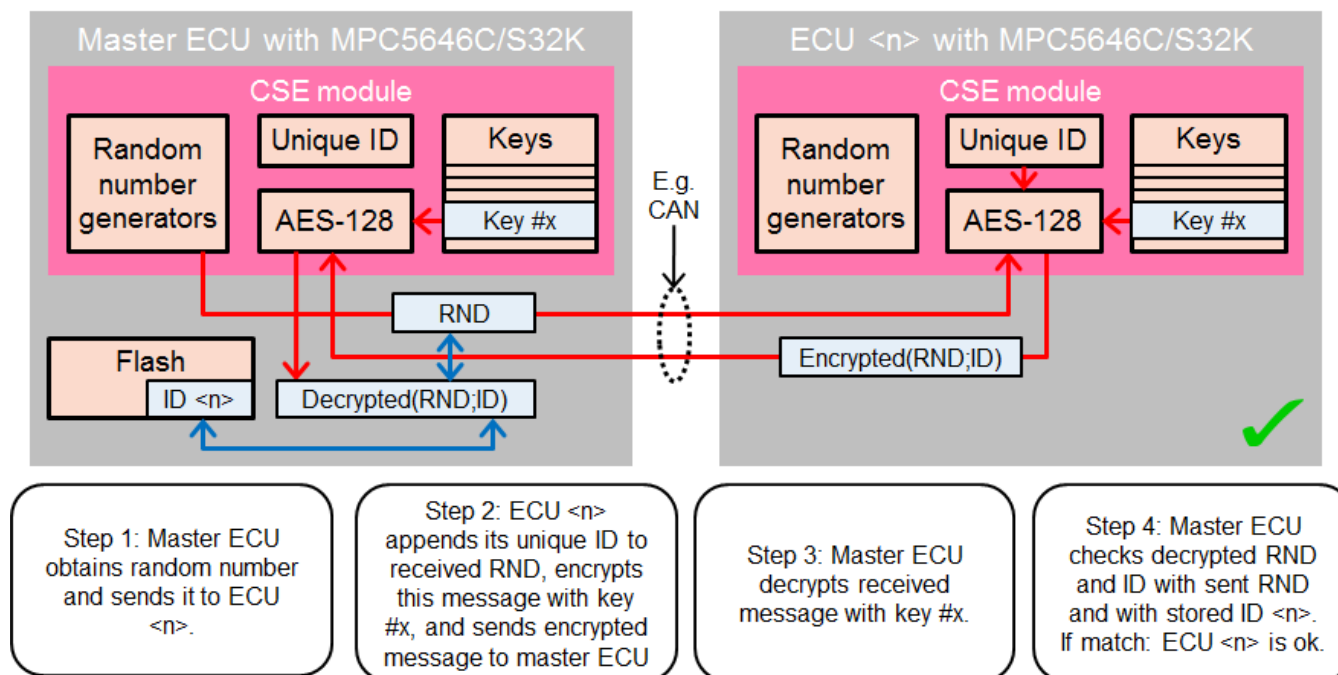 Master ECU with MPC5646C/S32K
CSE module
Random
number
generators
Unique ID
AES-128
Keys
Key #x
RND
Flash
ID <n>
Decrypted(RND;ID)
E.g.
CAN
ECU <n> with MPC5646C/S32K
CSE module
Random
number
generators
Unique ID
AES-128
Keys
Key #x
Encrypted(RND;ID)
Step 1: Master ECU
obtains random number
and sends it to ECU
<n>.
Step 2: ECU <n>
appends its unique ID to
received RND, encrypts
this message with key
#x, and sends encrypted
message to master ECU
Step 3: Master ECU
decrypts received
message with key #x.
Step 4: Master ECU
checks decrypted RND
and ID with sent RND
and with stored ID <n>.
If match: ECU <n> is ok.